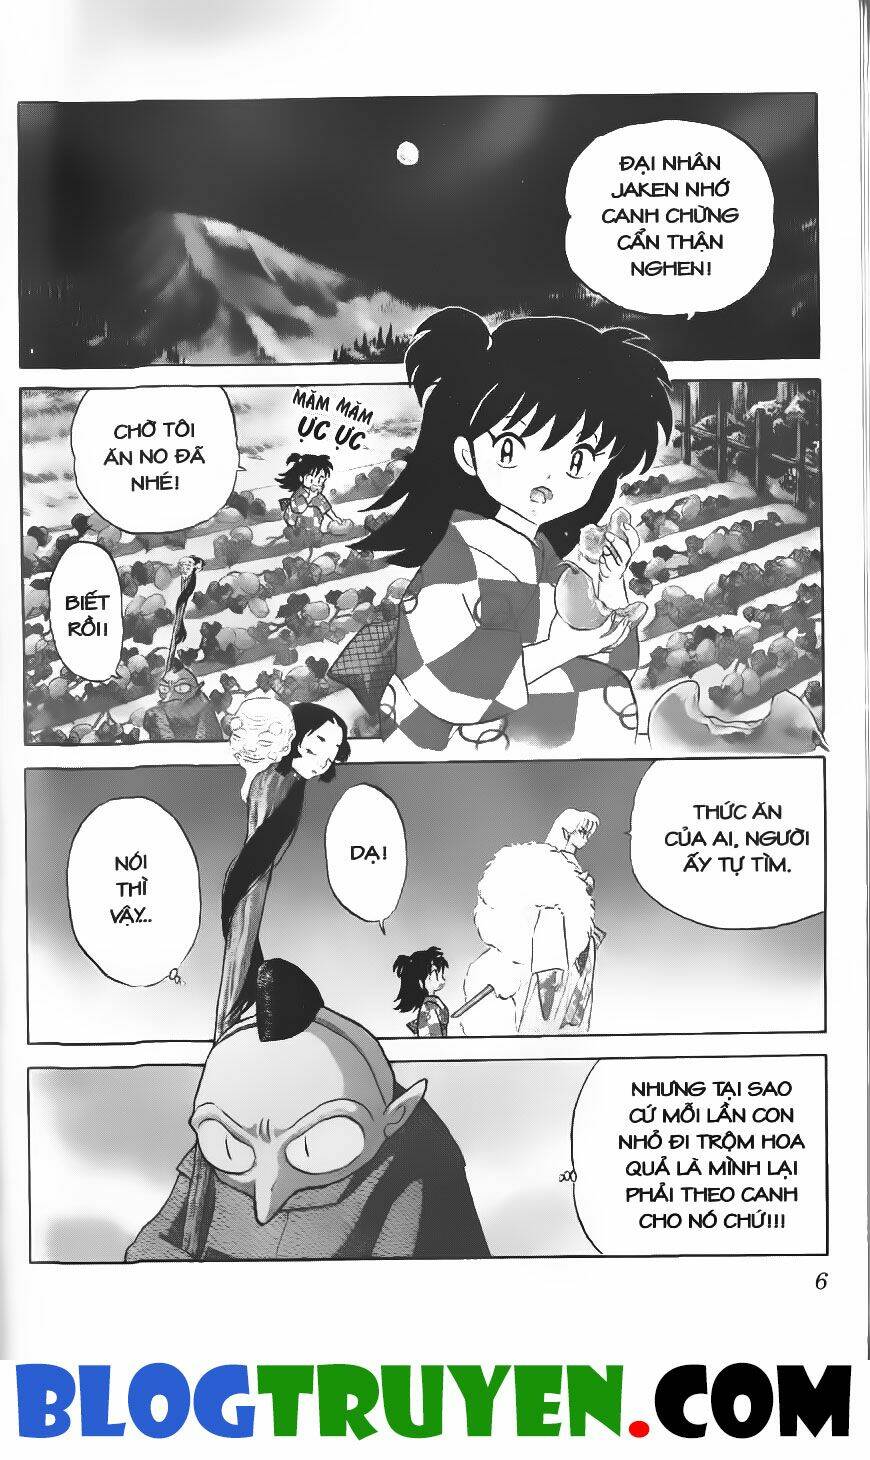 ĐẠI NHÂN
JAKEN NHỚ
CANH CHỪNG
CẨN THẬN
NGHEN!
MĂM MĂM
ỰC ỰC
CHỜ TÔI
ĂN NO ĐÃ
NHÉ!
BIẾT
RỒI!
THỨC ĂN
CỦA AI, NGƯỜI
ẤY TỰ TÌM.
DẠ!
NÓI
THÌ
VẬY...
NHƯNG TẠI SAO
CỨ MỖI LẦN CON
NHỎ ĐI TRỘM HOA
QUẢ LÀ MÌNH LẠI
PHẢI THEO CANH
CHO NÓ CHỨ!!!
6
BLOGTRUYEN.COM